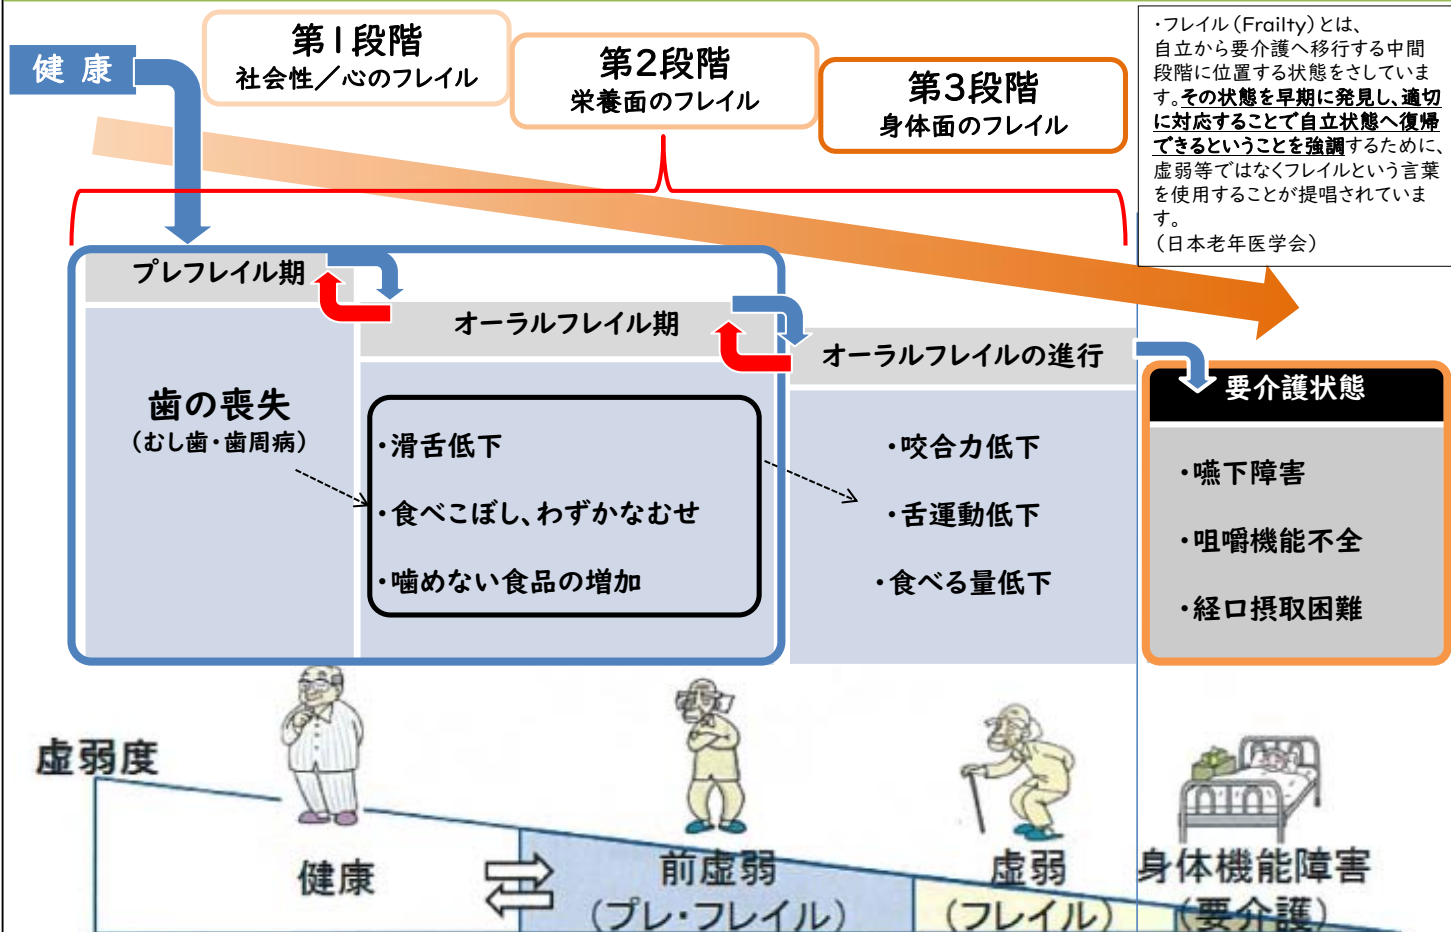 健 康
第1段階
社会性／心のフレイル
第2段階
栄養面のフレイル
第3段階
身体面のフレイル
・フレイル（Frailty）とは、
自立から要介護へ移行する中間
段階に位置する状態をさしていま
す。その状態を早期に発見し、適切
に対応することで自立状態へ復帰
できるということを強調するために、
虚弱等ではなくフレイルという言葉
を使用することが提唱されていま
す。
（日本老年医学会）
プレフレイル期
オーラルフレイル期
オーラルフレイルの進行
要介護状態
歯の喪失
（むし歯・歯周病）
・滑舌低下
・食べこぼし、わずかなむせ
・噛めない食品の増加
・咬合力低下
・舌運動低下
・食べる量低下
・嚥下障害
・咀嚼機能不全
・経口摂取困難
虚弱度
健康
前虚弱
（プレ・フレイル）
虚弱
（フレイル）
身体機能障害
（要介護）